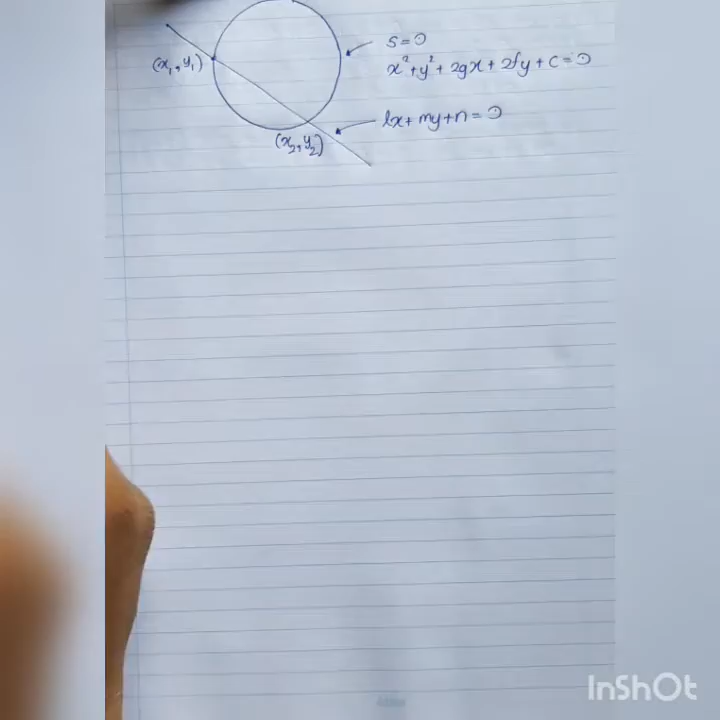 S=0
(x₁,y₁)
x²+y²+2gx+2fy+c=0
lx+my+n=0
(x₂,y₂)
InShOt